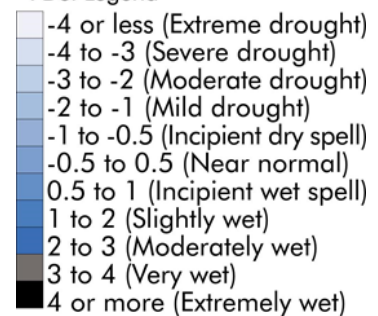 -4 or less (Extreme drought)
-4 to -3 (Severe drought)
-3 to -2 (Moderate drought)
-2 to -1 (Mild drought)
-1 to -0.5 (Incipient dry spell)
-0.5 to 0.5 (Near normal)
0.5 to 1 (Incipient wet spell)
1 to 2 (Slightly wet)
2 to 3 (Moderately wet)
3 to 4 (Very wet)
4 or more (Extremely wet)